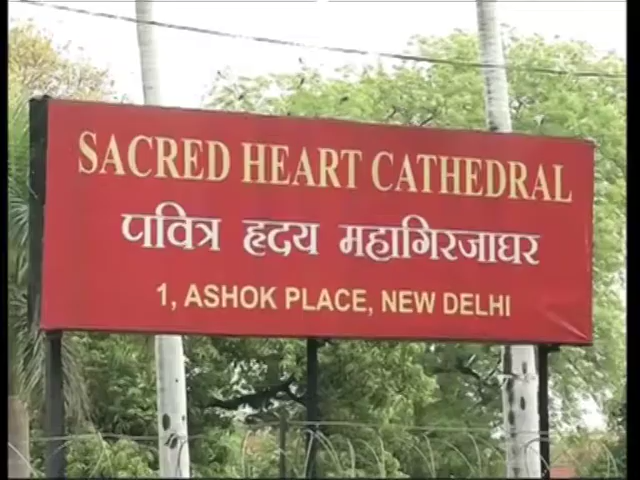 SACRED HEART CATHEDRAL
पवित्र हृदय महागिरजाघर
1, ASHOK PLACE, NEW DELHI